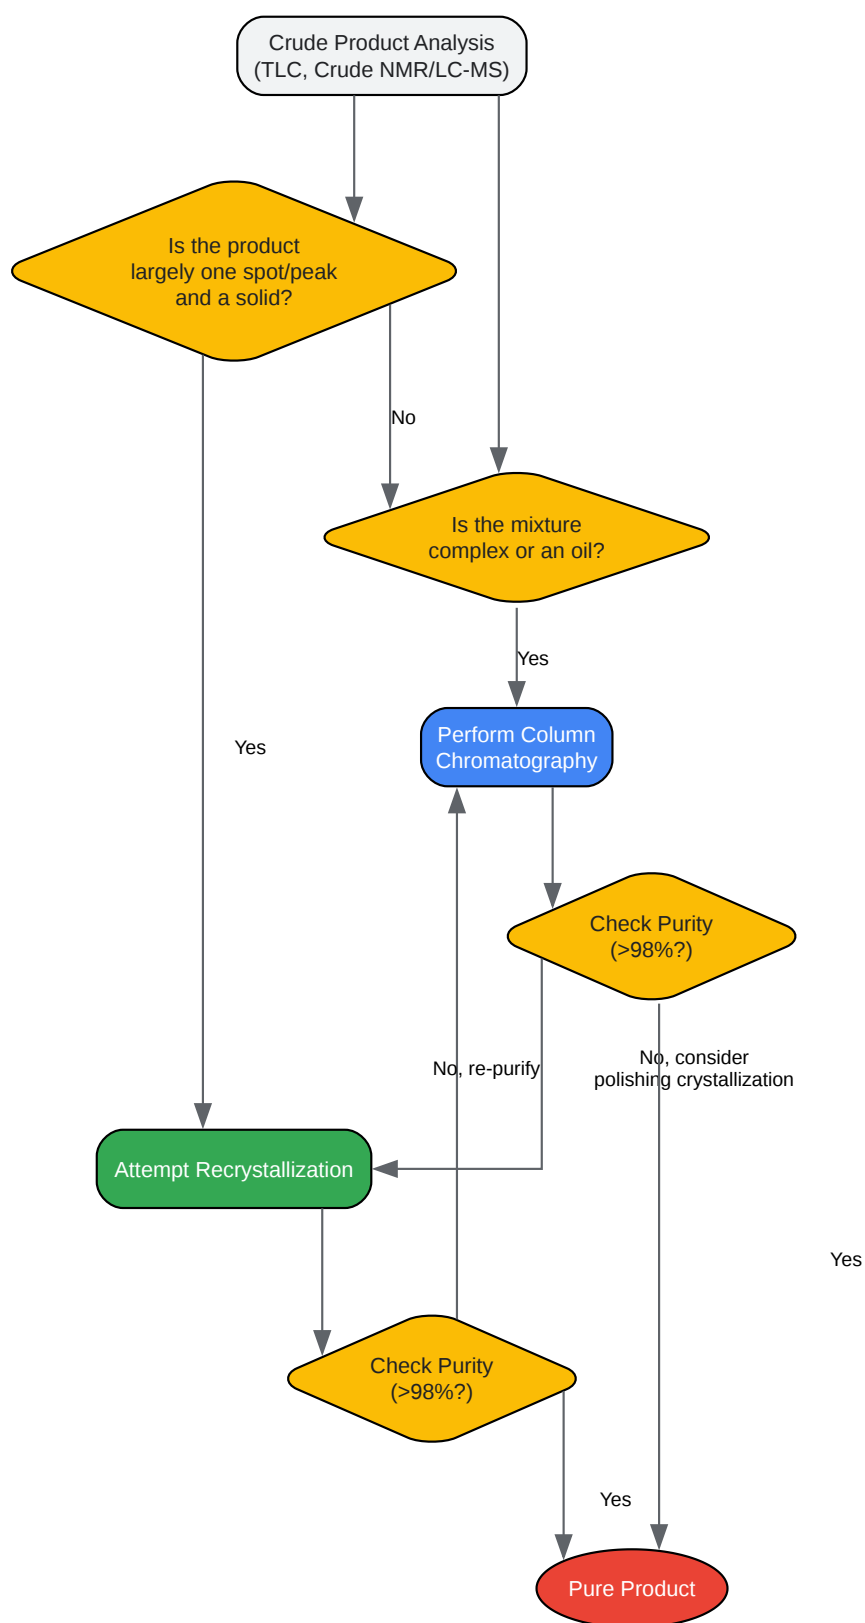 Crude Product Analysis
(TLC, Crude NMR/LC-MS)
Is the product
largely one spot/peak
and a solid?
No
Is the mixture
complex or an oil?
Yes
Yes
Perform Column
Chromatography
Check Purity
(>98%?)
No, re-purify
No, consider
polishing crystallization
Attempt Recrystallization
Yes
Check Purity
(>98%?)
Yes
Pure Product